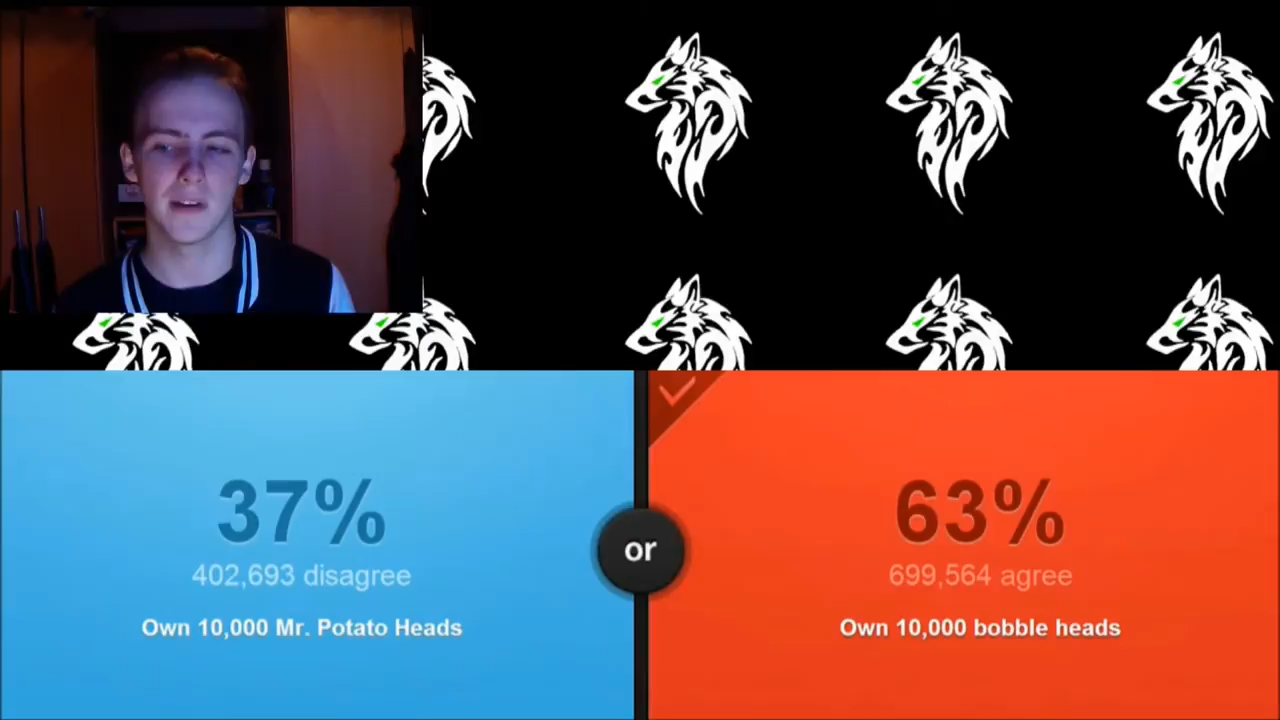 37%
402,693 disagree
Own 10,000 Mr. Potato Heads
or
63%
699,564 agree
Own 10,000 bobble heads